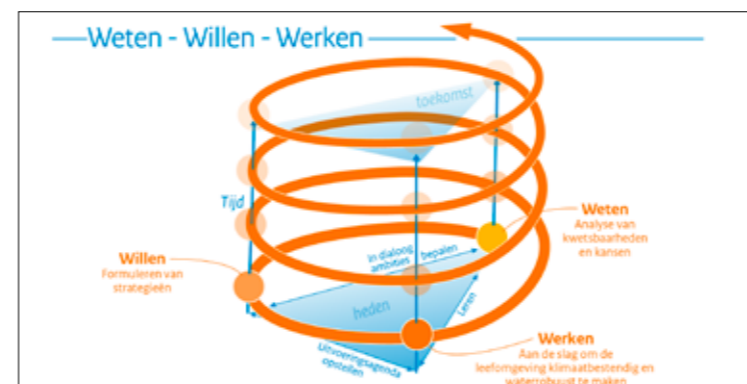 Weten - Willen - Werken
toekomst
Tijd
Weten
Analyse van
kwetsbaarheden
en kansen
In dialoog
ambities
bepalen
Willen
Formuleren van
strategieën
heden
Leren
Uitvoeringsagenda
opstellen
Werken
Aan de slag om de
leefomgeving klimaatbestendig en
waterrobuust te maken